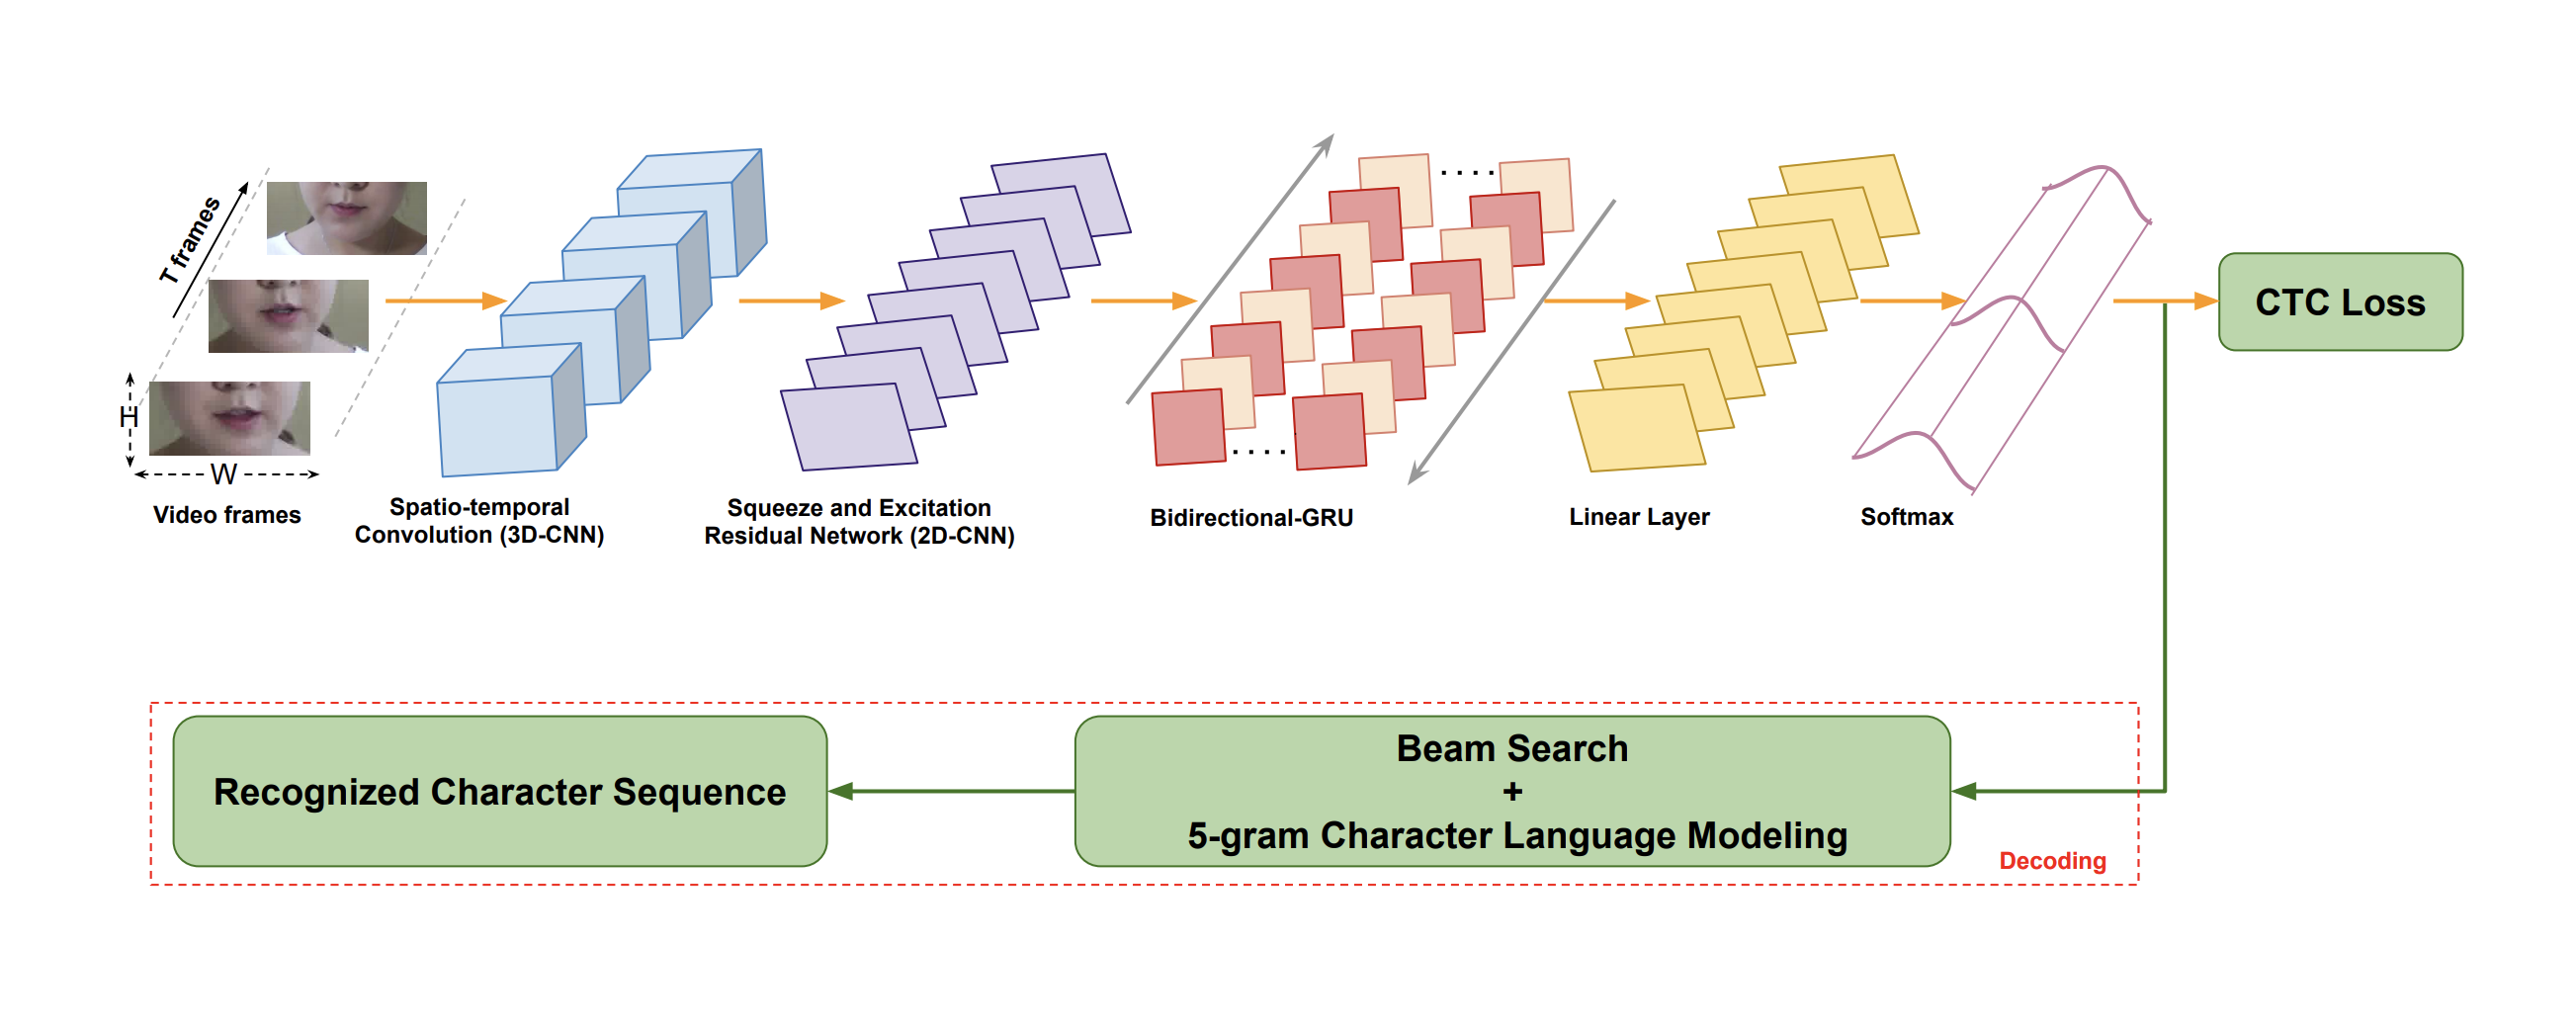 T frames
H
W
Video frames
Spatio-temporal
Convolution (3D-CNN)
Squeeze and Excitation
Residual Network (2D-CNN)
Bidirectional-GRU
Linear Layer
Softmax
CTC Loss
Beam Search
+
5-gram Character Language Modeling
Decoding
Recognized Character Sequence